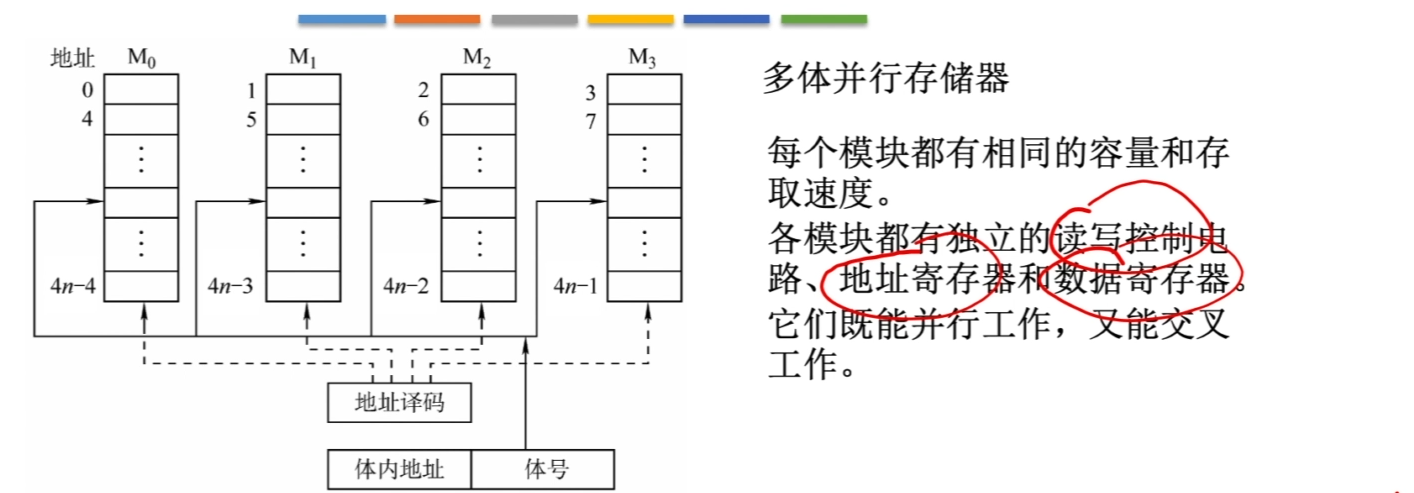 地址 M₀ M₁ M₂ M₃
0 1 2 3
4 5 6 7
⋮ ⋮ ⋮ ⋮
⋮ ⋮ ⋮ ⋮
4n−4 4n−3 4n−2 4n−1
地址译码
体内地址 体号
多体并行存储器
每个模块都有相同的容量和存
取速度。
各模块都有独立的读写控制电
路、地址寄存器和数据寄存器。
它们既能并行工作，又能交叉
工作。